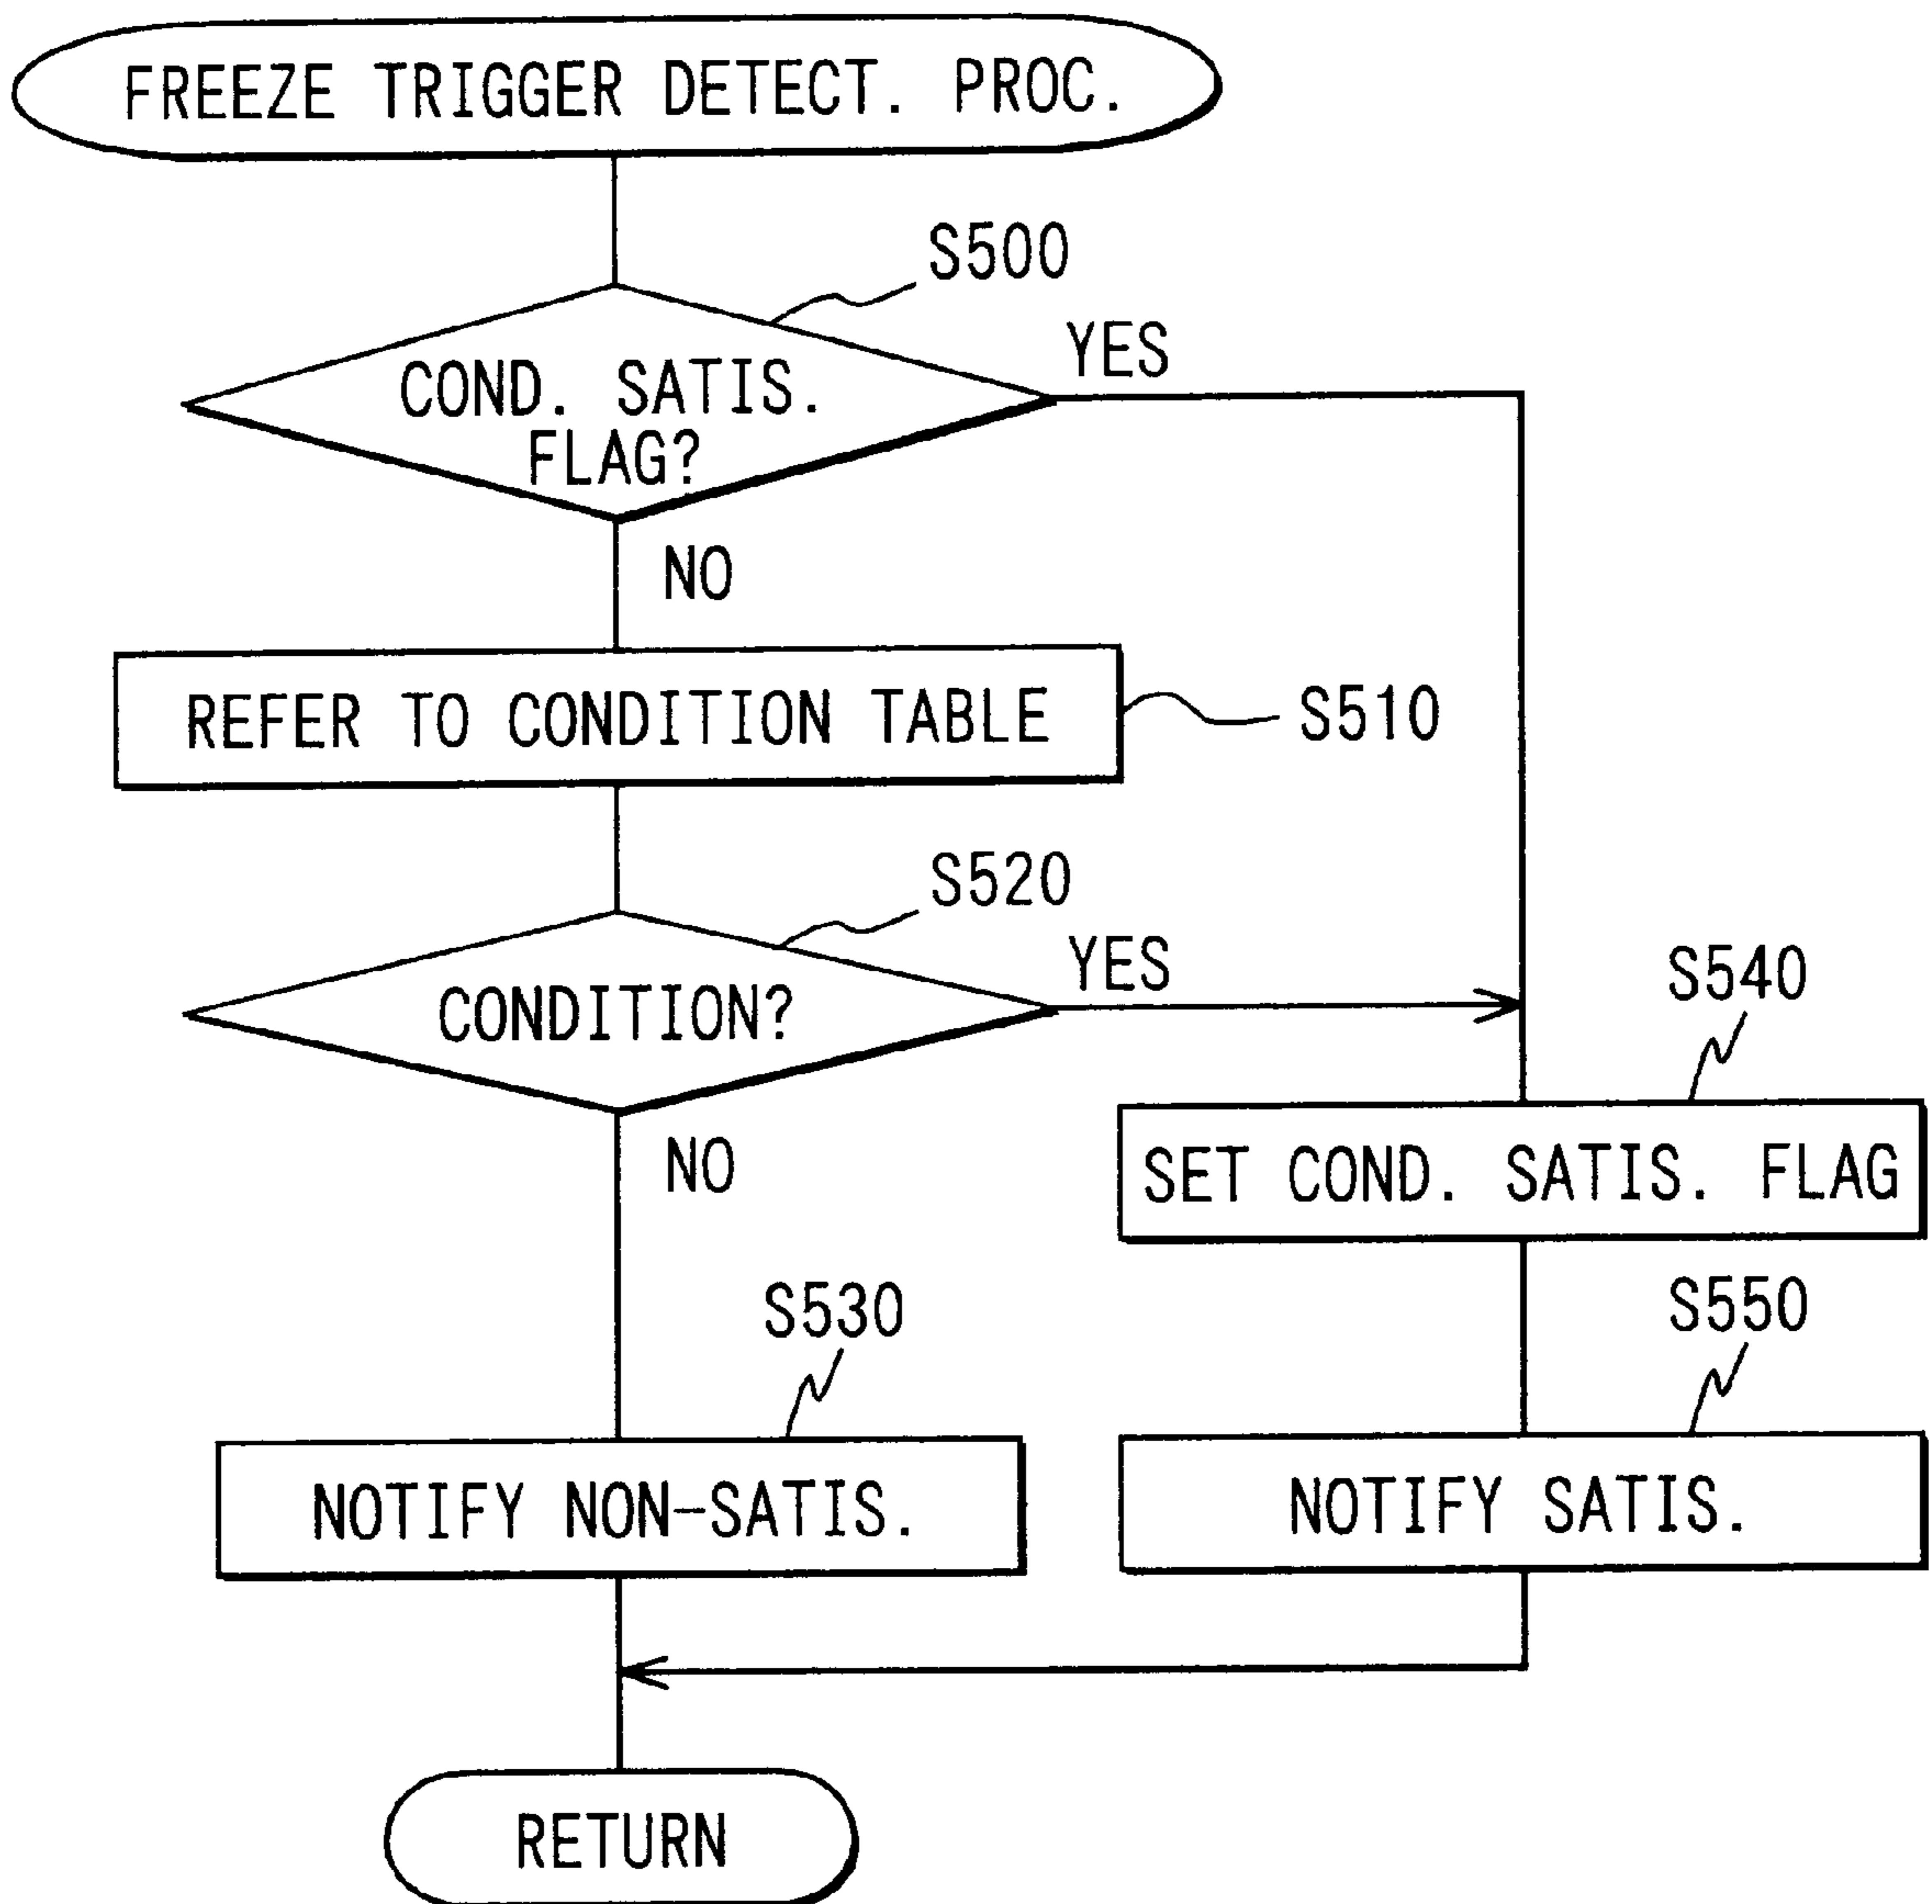 FREEZE TRIGGER DETECT. PROC.
S500
YES
COND. SATIS.
FLAG?
NO
REFER TO CONDITION TABLE
S510
S520
YES
CONDITION?
S540
NO
SET COND. SATIS. FLAG
S530
S550
NOTIFY NON-SATIS.
NOTIFY SATIS.
RETURN